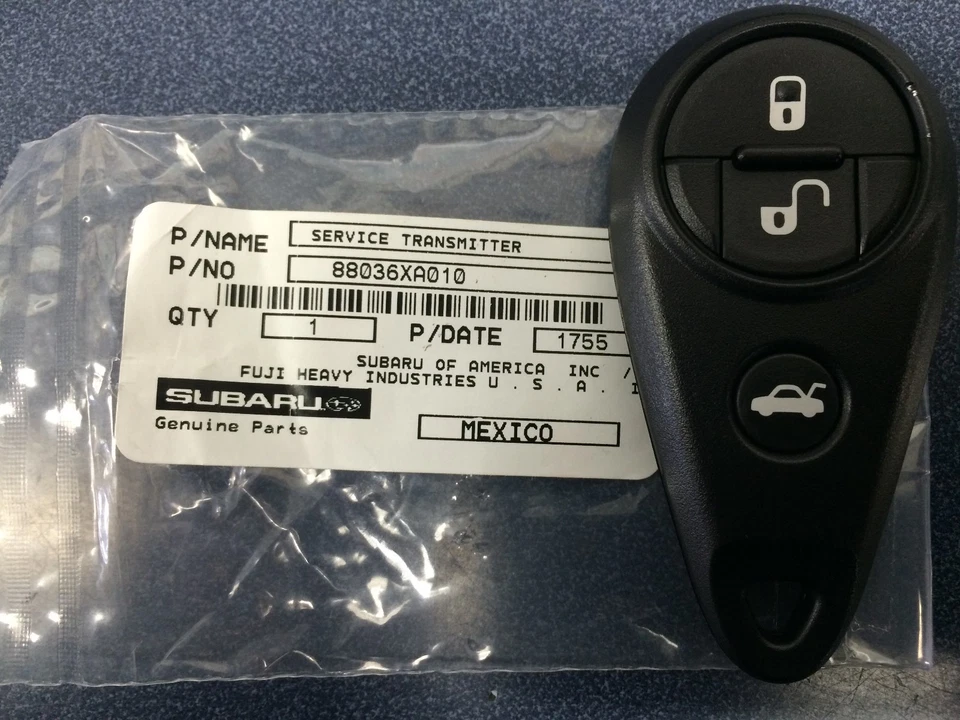 P/NAME SERVICE TRANSMITTER
P/NO 88036XA010
QTY 1 P/DATE 1755
SUBARU OF AMERICA INC /
FUJI HEAVY INDUSTRIES U . S . A .
SUBARU
Genuine Parts
MEXICO